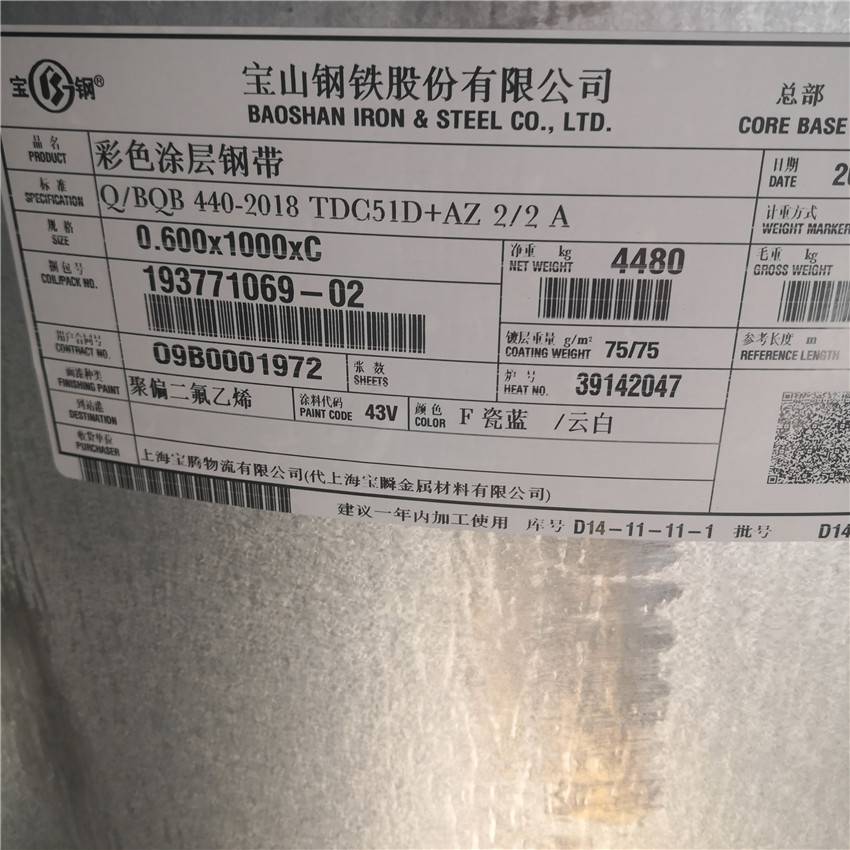 宝钢®
宝山钢铁股份有限公司
BAOSHAN IRON & STEEL CO., LTD.
总部
CORE BASE
品名
PRODUCT
彩色涂层钢带
日期
DATE
20
标准
SPECIFICATION
Q/BQB 440-2018 TDC51D+AZ 2/2 A
计重方式
WEIGHT MARKER
规格
SIZE
0.600x1000xC
净重 kg
NET WEIGHT
4480
毛重 kg
GROSS WEIGHT
捆包号
COIL/PACK NO.
193771069-02
镀层重量 g/m²
COATING WEIGHT
75/75
参考长度 m
REFERENCE LENGTH
合同号
CONTRACT NO.
09B0001972
张数
SHEETS
炉号
HEAT NO.
39142047
面漆种类
FINISHING PAINT
聚偏二氟乙烯
涂料代码
PAINT CODE
43V
颜色
COLOR
F 瓷蓝 /云白
到站港
DESTINATION
收货单位
PURCHASER
上海宝腾物流有限公司(代上海宝瞬金属材料有限公司)
建议一年内加工使用 库号 D14-11-11-1 批号 D14